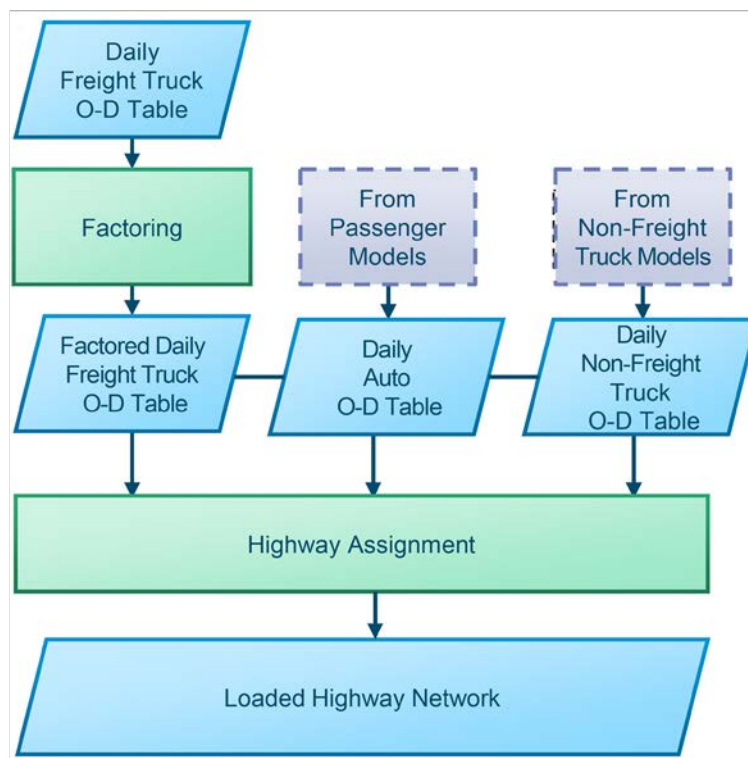 Daily
Freight Truck
O-D Table
Factoring
From
Passenger
Models
From
Non-Freight
Truck Models
Factored Daily
Freight Truck
O-D Table
Daily
Auto
O-D Table
Daily
Non-Freight
Truck
O-D Table
Highway Assignment
Loaded Highway Network